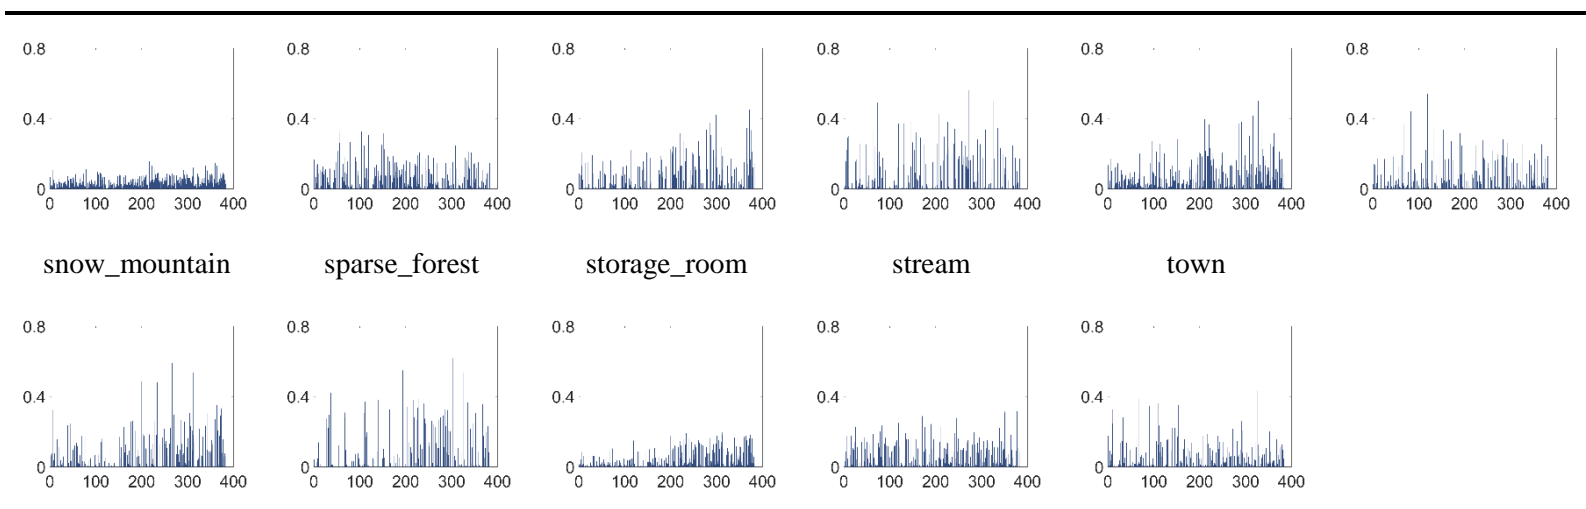 0.8 0.8 0.8 0.8 0.8 0.8
0.4 0.4 0.4 0.4 0.4 0.4
0 0 0 0 0 0
0 100 200 300 400 0 100 200 300 400 0 100 200 300 400 0 100 200 300 400 0 100 200 300 400 0 100 200 300 400
snow_mountain sparse_forest storage_room stream town
0.8 0.8 0.8 0.8 0.8
0.4 0.4 0.4 0.4 0.4
0 0 0 0 0
0 100 200 300 400 0 100 200 300 400 0 100 200 300 400 0 100 200 300 400 0 100 200 300 400